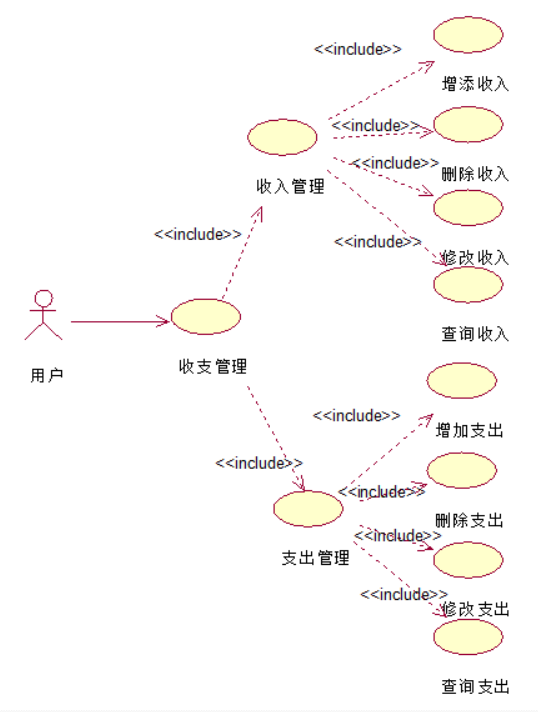 <<include>>
增添收入
<<include>>
删除收入
<<include>>
收入管理
<<include>>
修改收入
<<include>>
查询收入
用户
收支管理
<<include>>
增加支出
<<include>>
<<include>>
删除支出
<<include>>
支出管理
<<include>>
修改支出
查询支出